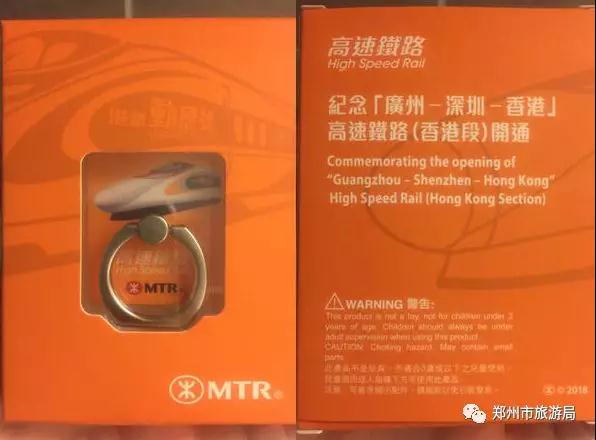 高速鐵路
High Speed Rail
MTR
MTR
高速鐵路
High Speed Rail
紀念「廣州－深圳－香港」
高速鐵路(香港段)開通
Commemorating the opening of
“Guangzhou – Shenzhen – Hong Kong”
High Speed Rail (Hong Kong Section)
WARNING 警告:
This product is not a toy, not for children under 3
years of age. Children should always be under
adult supervision when using this product.
CAUTION: Choking hazard. May contain small
parts.
© 2018
郑州市旅游局